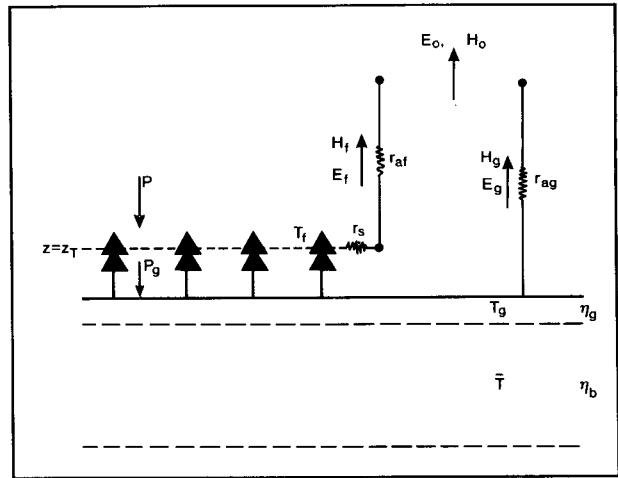 E₀, H₀
H_f
E_f
r_af
H_g
E_g
r_ag
P
T_f
r_s
z=z_T
P_g
T_g
η_g
T̄
η_b